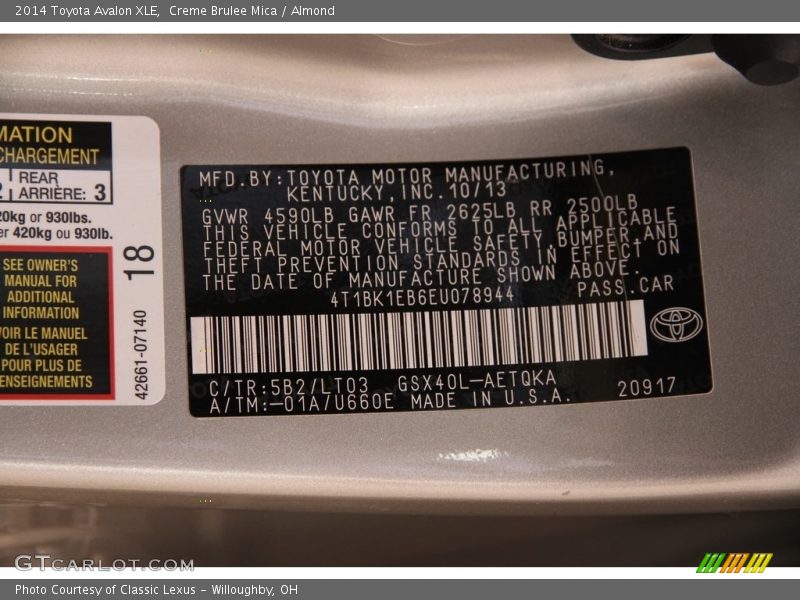 2014 Toyota Avalon XLE,  Creme Brulee Mica / Almond
MATION
CHARGEMENT
2 | REAR
ARRIÈRE: 3
20kg or 930lbs.
er 420kg ou 930lb.
SEE OWNER'S
MANUAL FOR
ADDITIONAL
INFORMATION
VOIR LE MANUEL
DE L'USAGER
POUR PLUS DE
ENSEIGNEMENTS
18
42661-07140
MFD.BY:TOYOTA MOTOR MANUFACTURING,
KENTUCKY,INC.10/13
GVWR 4590LB GAWR FR 2625LB RR 2500LB
THIS VEHICLE CONFORMS TO ALL APPLICABLE
FEDERAL MOTOR VEHICLE SAFETY,BUMPER AND
THEFT PREVENTION STANDARDS IN EFFECT ON
THE DATE OF MANUFACTURE SHOWN ABOVE.
4T1BK1EB6EU078944 PASS.CAR
C/TR:5B2/LT03 GSX40L-AETQKA
A/TM:-01A/U660E MADE IN U.S.A. 20917
GTCARLOT.COM
Photo Courtesy of Classic Lexus - Willoughby, OH